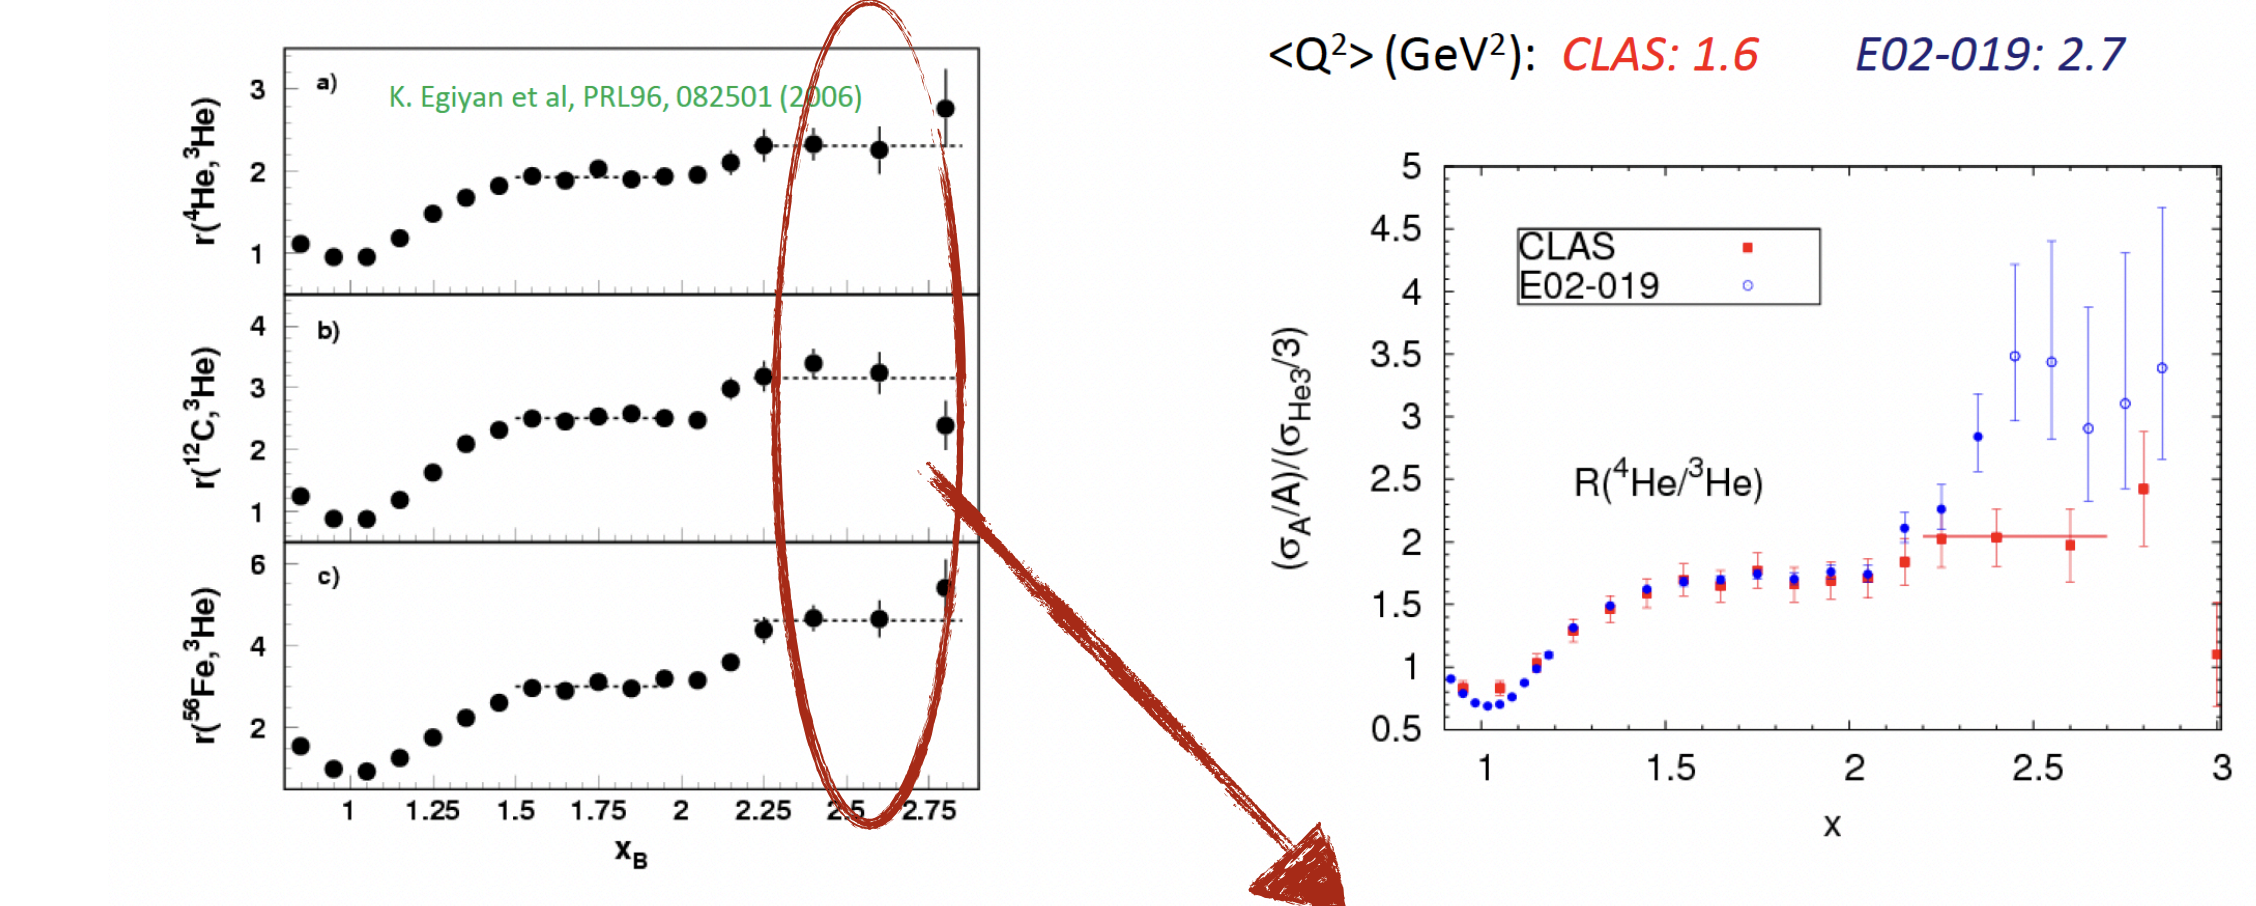 K. Egiyan et al, PRL96, 082501 (2006)
a)
r(⁴He,³He)
3
2
1
b)
r(¹²C,³He)
4
3
2
1
c)
r(⁵⁶Fe,³He)
6
4
2
1 1.25 1.5 1.75 2 2.25 2.5 2.75
x_B
<Q²> (GeV²): CLAS: 1.6 E02-019: 2.7
5
4.5
4
3.5
3
2.5
2
1.5
1
0.5
CLAS
E02-019
R(⁴He/³He)
(σ_A/A)/(σ_He3/3)
1 1.5 2 2.5 3
x